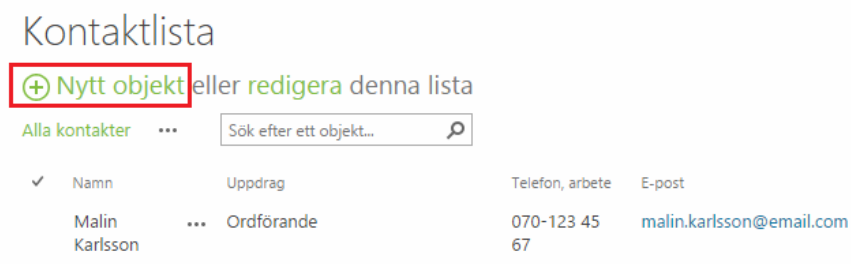 Kontaktlista
Nytt objekt eller redigera denna lista
Alla kontakter ••• Sök efter ett objekt...
Namn Uppdrag Telefon, arbete E-post
Malin ••• Ordförande 070-123 45 malin.karlsson@email.com
Karlsson 67